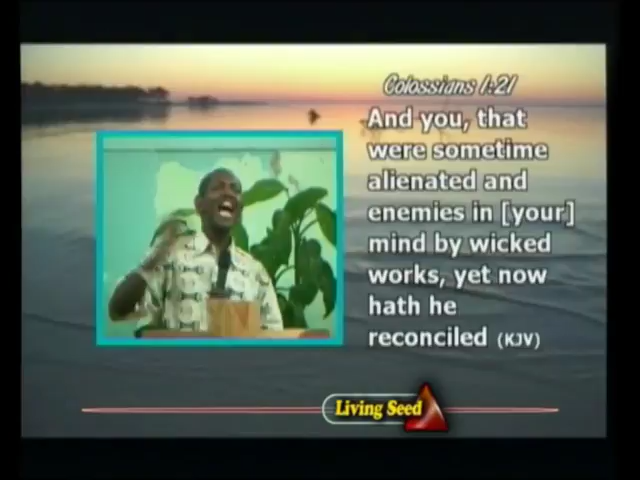 Colossians 1:21
And you, that
were sometime
alienated and
enemies in [your]
mind by wicked
works, yet now
hath he
reconciled (KJV)
Living Seed